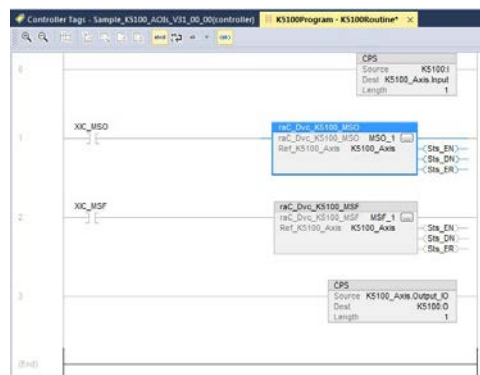 Controller Tags - Sample_K5100_AOIs_V31_00_00(controller)
K5100Program - K5100Routine* ×
0
CPS
Source K5100:I
Dest K5100_Axis.Input
Length 1
1
XIC_MSO
raC_Dvc_K5100_MSO
raC_Dvc_K5100_MSO MSO_1 ...
Ref_K5100_Axis K5100_Axis
Sts_EN
Sts_DN
Sts_ER
2
XIC_MSF
raC_Dvc_K5100_MSF
raC_Dvc_K5100_MSF MSF_1 ...
Ref_K5100_Axis K5100_Axis
Sts_EN
Sts_DN
Sts_ER
3
CPS
Source K5100_Axis.Output_IO
Dest K5100:O
Length 1
(End)